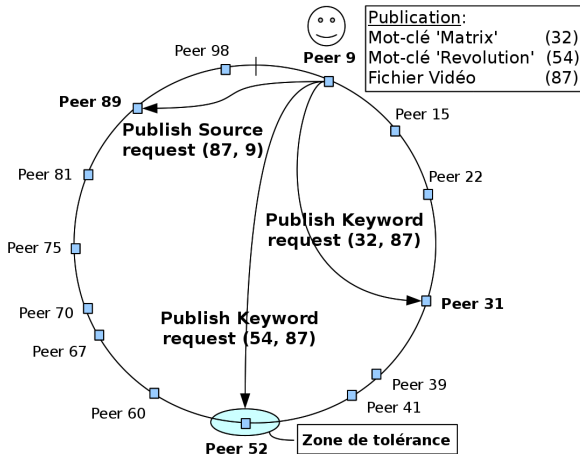 Publication:
Mot-clé 'Matrix' (32)
Mot-clé 'Revolution' (54)
Fichier Vidéo (87)
Peer 98
Peer 9
Peer 89
Publish Source
request (87, 9)
Peer 15
Peer 81
Peer 22
Publish Keyword
request (32, 87)
Peer 75
Peer 31
Peer 70
Publish Keyword
request (54, 87)
Peer 67
Peer 39
Peer 41
Peer 60
Zone de tolérance
Peer 52